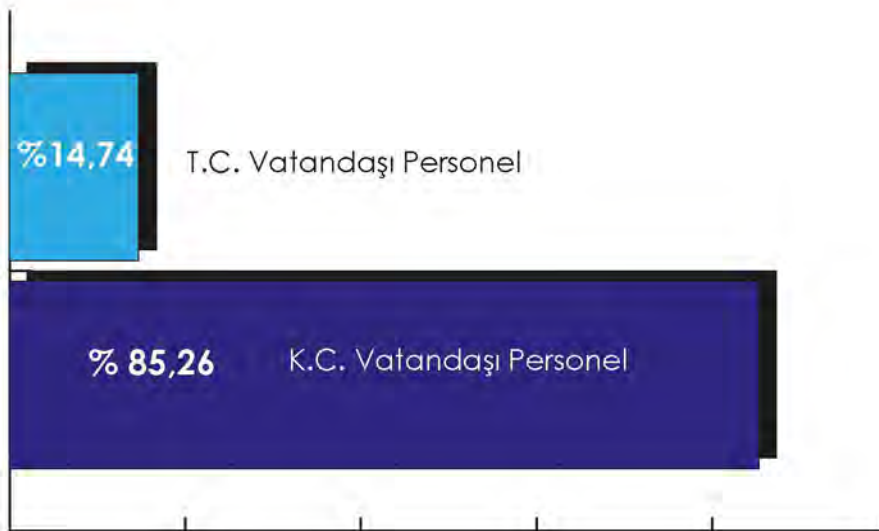 %14,74 T.C. Vatandaşı Personel
% 85,26 K.C. Vatandaşı Personel